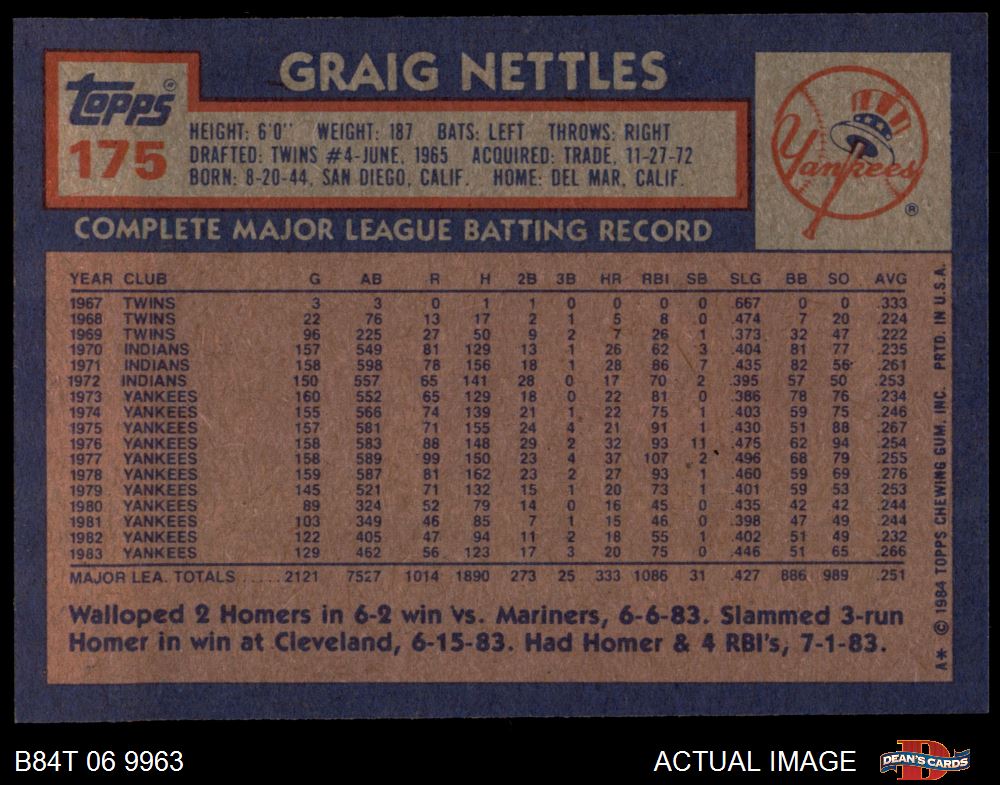 GRAIG NETTLES
TOPPS®
175
HEIGHT: 6'0" WEIGHT: 187 BATS: LEFT THROWS: RIGHT
DRAFTED: TWINS #4-JUNE, 1965 ACQUIRED: TRADE, 11-27-72
BORN: 8-20-44, SAN DIEGO, CALIF. HOME: DEL MAR, CALIF.
Yankees
®
COMPLETE MAJOR LEAGUE BATTING RECORD
YEAR CLUB G AB R H 2B 3B HR RBI SB SLG BB SO AVG
1967 TWINS 3 3 0 1 1 0 0 0 0 .667 0 0 .333
1968 TWINS 22 76 13 17 2 1 5 8 0 .474 7 20 .224
1969 TWINS 96 225 27 50 9 2 7 26 1 .373 32 47 .222
1970 INDIANS 157 549 81 129 13 1 26 62 3 .404 81 77 .235
1971 INDIANS 158 598 78 156 18 1 28 86 7 .435 82 56 .261
1972 INDIANS 150 557 65 141 28 0 17 70 2 .395 57 50 .253
1973 YANKEES 160 552 65 129 18 0 22 81 0 .386 78 76 .234
1974 YANKEES 155 566 74 139 21 1 22 75 1 .403 59 75 .246
1975 YANKEES 157 581 71 155 24 4 21 91 1 .430 51 88 .267
1976 YANKEES 158 583 88 148 29 2 32 93 11 .475 62 94 .254
1977 YANKEES 158 589 99 150 23 4 37 107 2 .496 68 79 .255
1978 YANKEES 159 587 81 162 23 2 27 93 1 .460 59 69 .276
1979 YANKEES 145 521 71 132 15 1 20 73 1 .401 59 53 .253
1980 YANKEES 89 324 52 79 14 0 16 45 0 .435 42 42 .244
1981 YANKEES 103 349 46 85 7 1 15 46 0 .398 47 49 .244
1982 YANKEES 122 405 47 94 11 2 18 55 1 .402 51 49 .232
1983 YANKEES 129 462 56 123 17 3 20 75 0 .446 51 65 .266
MAJOR LEA. TOTALS ..... 2121 7527 1014 1890 273 25 333 1086 31 .427 886 989 .251
Walloped 2 Homers in 6-2 win vs. Mariners, 6-6-83. Slammed 3-run
Homer in win at Cleveland, 6-15-83. Had Homer & 4 RBI's, 7-1-83.
A* © 1984 TOPPS CHEWING GUM, INC. PRTD. IN U.S.A.
B84T 06 9963 ACTUAL IMAGE
DEAN'S CARDS